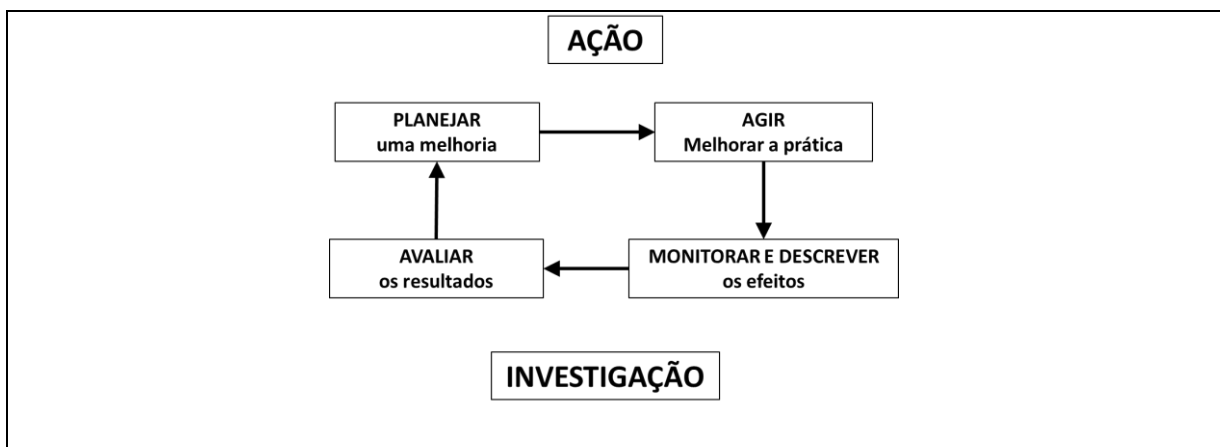 AÇÃO
PLANEJAR
uma melhoria
AGIR
Melhorar a prática
AVALIAR
os resultados
MONITORAR E DESCREVER
os efeitos
INVESTIGAÇÃO